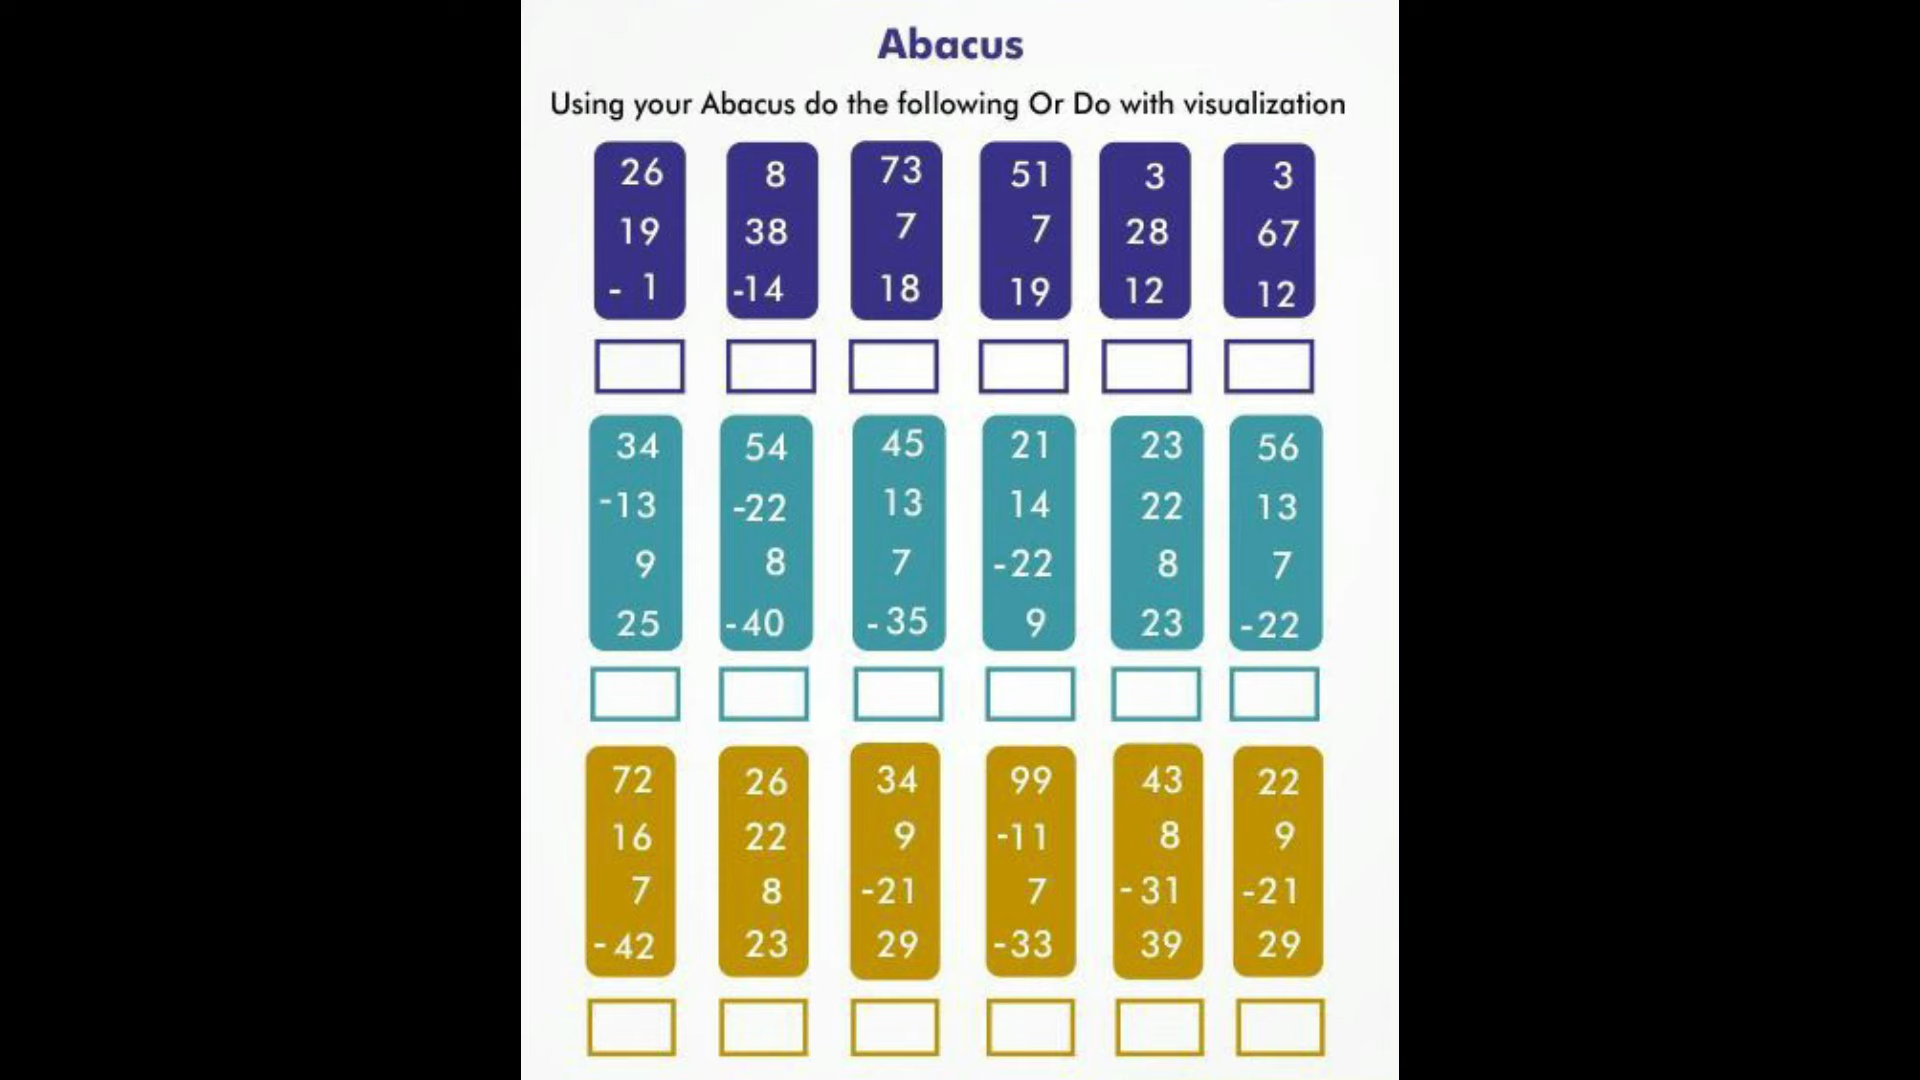 Abacus
Using your Abacus do the following Or Do with visualization
26 8 73 51 3 3
19 38 7 7 28 67
- 1 -14 18 19 12 12
34 54 45 21 23 56
-13 -22 13 14 22 13
9 8 7 -22 8 7
25 -40 -35 9 23 -22
72 26 34 99 43 22
16 22 9 -11 8 9
7 8 -21 7 -31 -21
-42 23 29 -33 39 29